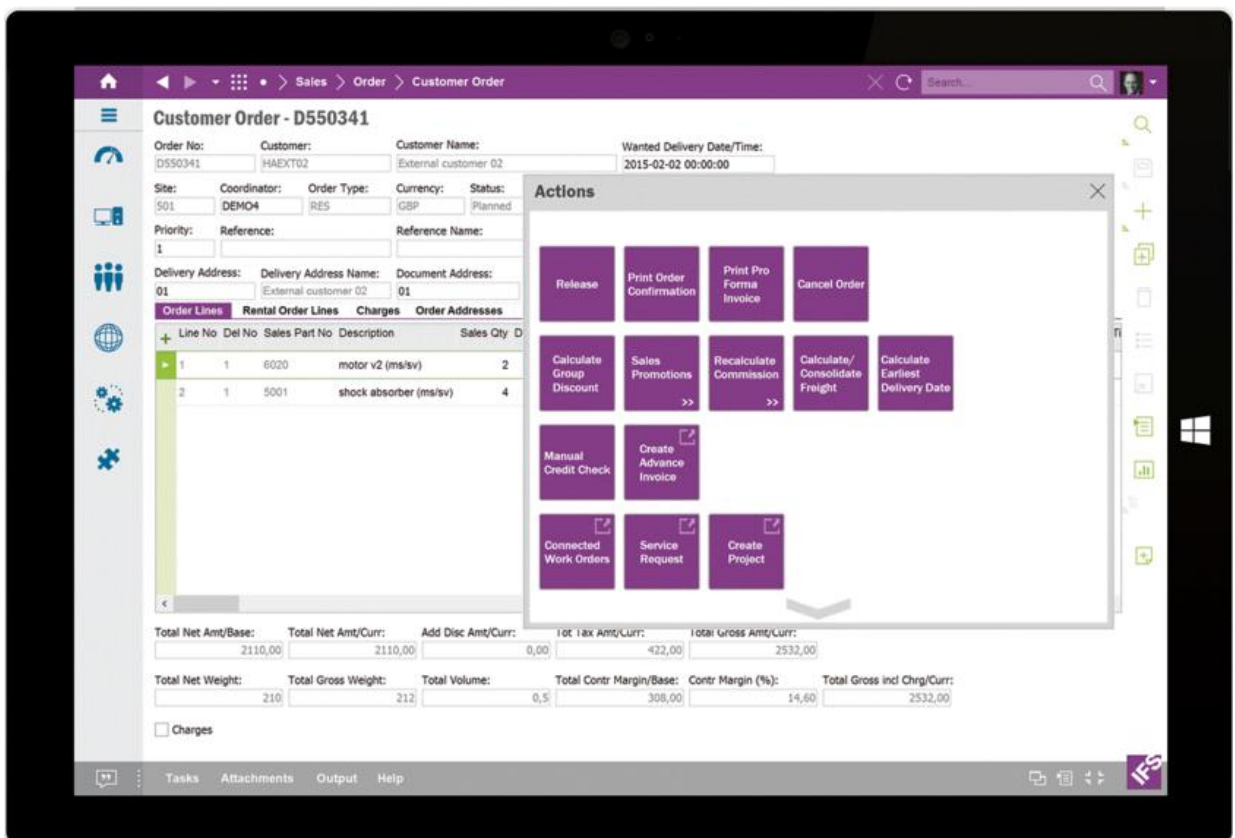 Sales > Order > Customer Order
Search...
Customer Order - D550341
Order No: Customer: Customer Name: Wanted Delivery Date/Time:
D550341 HAEXT02 External customer 02 2015-02-02 00:00:00
Site: Coordinator: Order Type: Currency: Status:
501 DEMO4 RES GBP Planned
Priority: Reference: Reference Name:
1
Delivery Address: Delivery Address Name: Document Address:
01 External customer 02 01
Order Lines Rental Order Lines Charges Order Addresses
Line No Del No Sales Part No Description Sales Qty D
1 1 6020 motor v2 (ms/sv) 2
2 1 5001 shock absorber (ms/sv) 4
Actions
Release
Print Order
Confirmation
Print Pro
Forma
Invoice
Cancel Order
Calculate
Group
Discount
Sales
Promotions
>>
Recalculate
Commission
>>
Calculate/
Consolidate
Freight
Calculate
Earliest
Delivery Date
Manual
Credit Check
Create
Advance
Invoice
Connected
Work Orders
Service
Request
Create
Project
Total Net Amt/Base: Total Net Amt/Curr: Add Disc Amt/Curr: Tot Tax Amt/Curr: Total Gross Amt/Curr:
2110,00 2110,00 0,00 422,00 2532,00
Total Net Weight: Total Gross Weight: Total Volume: Total Contr Margin/Base: Contr Margin (%): Total Gross incl Chrg/Curr:
210 212 0,5 308,00 14,60 2532,00
Charges
Tasks Attachments Output Help
IFS